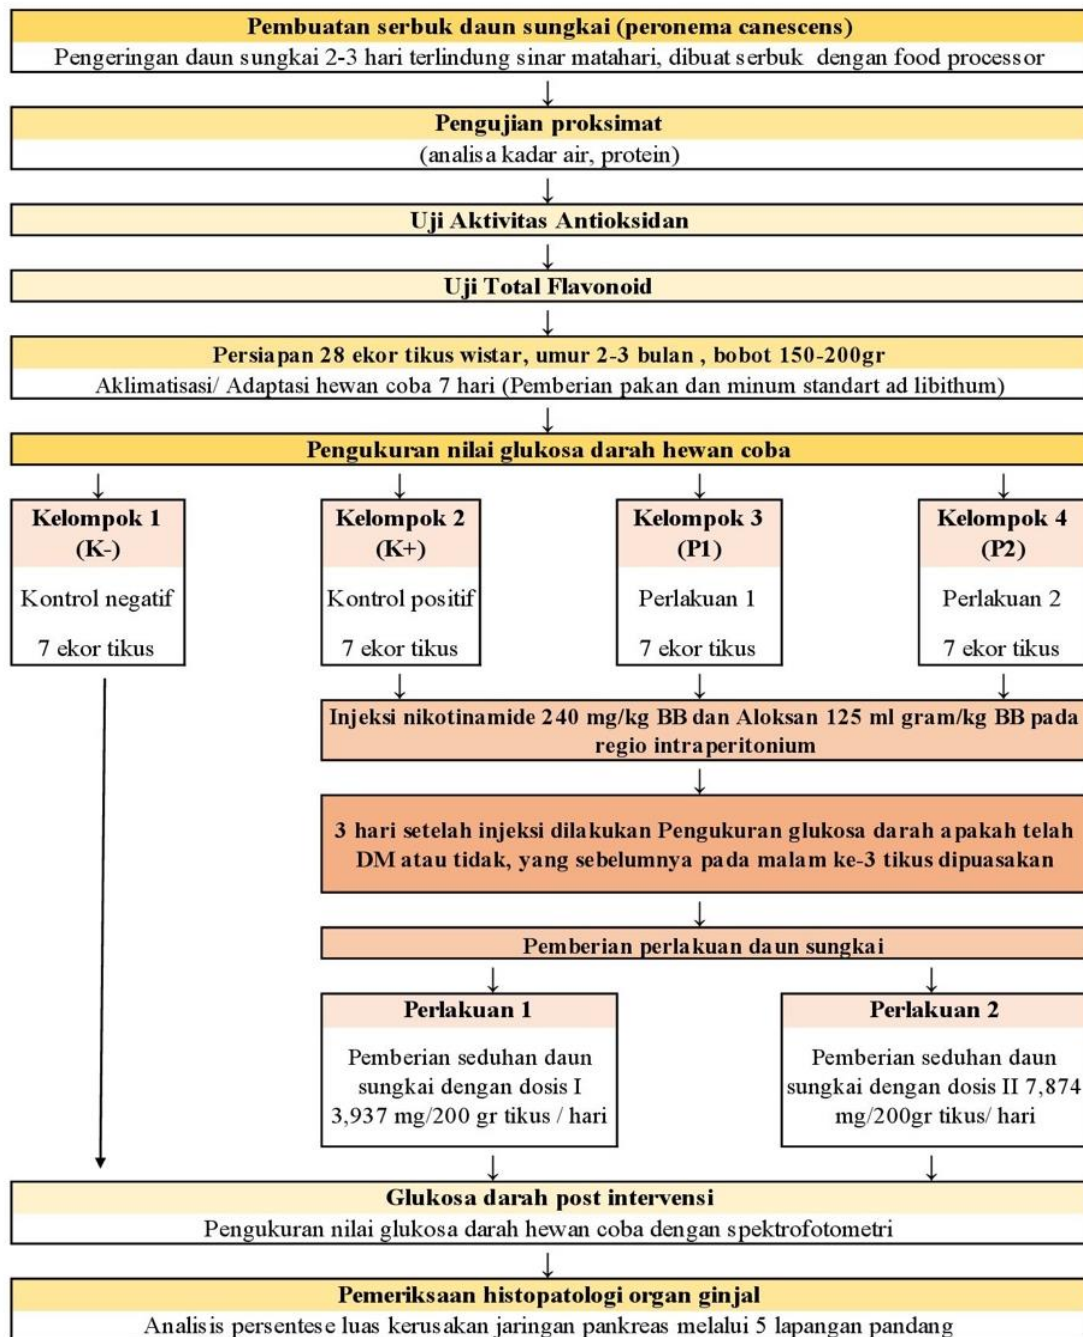 Pembuatan serbuk daun sungkai (peronema canescens)
Pengeringan daun sungkai 2-3 hari terlindung sinar matahari, dibuat serbuk dengan food processor
Pengujian proksimat
(analisa kadar air, protein)
Uji Aktivitas Antioksidan
Uji Total Flavonoid
Persiapan 28 ekor tikus wistar, umur 2-3 bulan , bobot 150-200gr
Aklimatisasi/ Adaptasi hewan coba 7 hari (Pemberian pakan dan minum standart ad libithum)
Pengukuran nilai glukosa darah hewan coba
Kelompok 1
(K-)
Kontrol negatif
7 ekor tikus
Kelompok 2
(K+)
Kontrol positif
7 ekor tikus
Kelompok 3
(P1)
Perlakuan 1
7 ekor tikus
Kelompok 4
(P2)
Perlakuan 2
7 ekor tikus
Injeksi nikotinamide 240 mg/kg BB dan Aloksan 125 ml gram/kg BB pada
regio intraperitonium
3 hari setelah injeksi dilakukan Pengukuran glukosa darah apakah telah
DM atau tidak, yang sebelumnya pada malam ke-3 tikus dipuasakan
Pemberian perlakuan daun sungkai
Perlakuan 1
Pemberian seduhan daun
sungkai dengan dosis I
3,937 mg/200 gr tikus / hari
Perlakuan 2
Pemberian seduhan daun
sungkai dengan dosis II 7,874
mg/200gr tikus/ hari
Glukosa darah post intervensi
Pengukuran nilai glukosa darah hewan coba dengan spektrofotometri
Pemeriksaan histopatologi organ ginjal
Analisis persentese luas kerusakan jaringan pankreas melalui 5 lapangan pandang